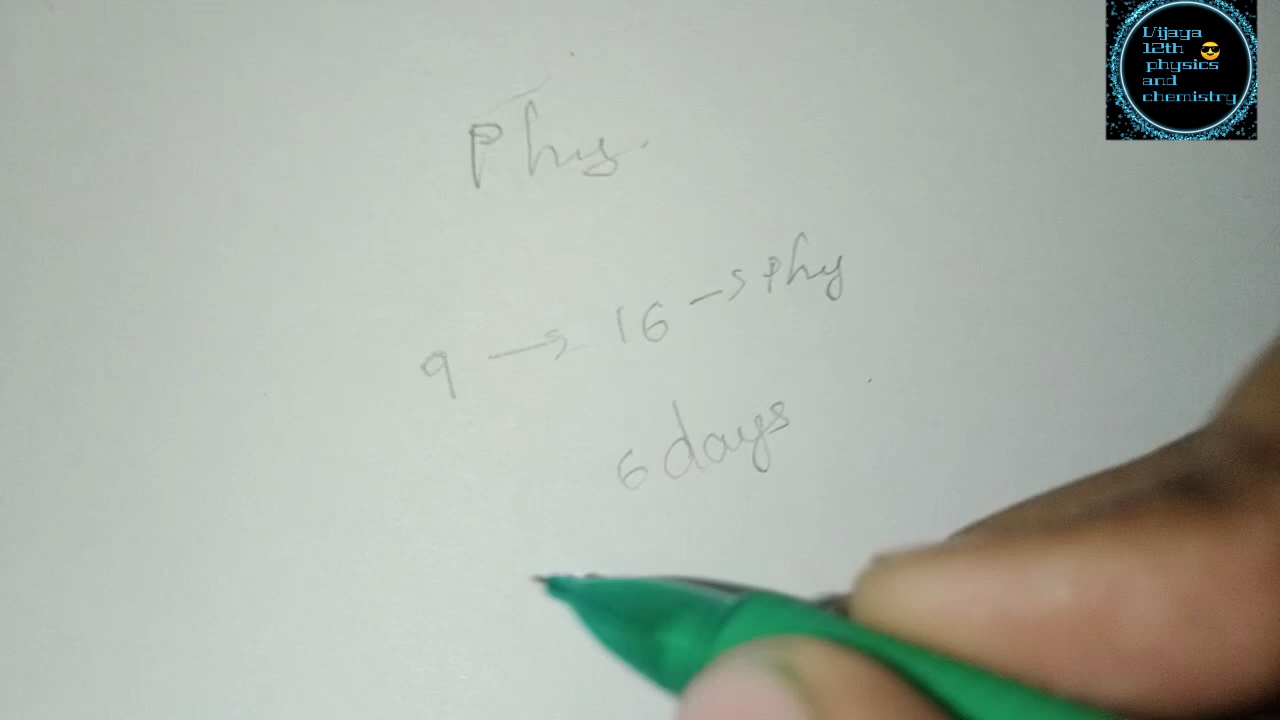 Vijaya
12th 😎
physics
and
chemistry
Phy.
9 → 16 → Phy
6 days